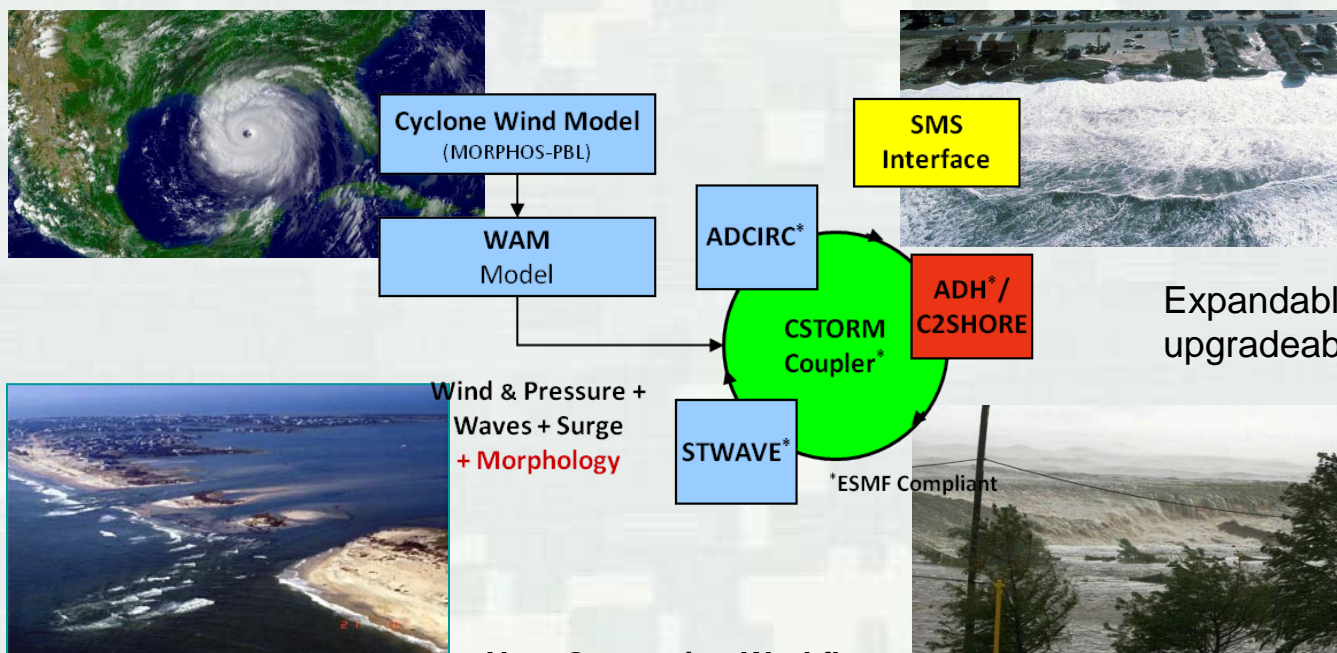 Cyclone Wind Model
(MORPHOS-PBL)
WAM
Model
SMS
Interface
ADCIRC*
ADH*/
C2SHORE
CSTORM
Coupler*
STWAVE*
*ESMF Compliant
Wind & Pressure +
Waves + Surge
+ Morphology